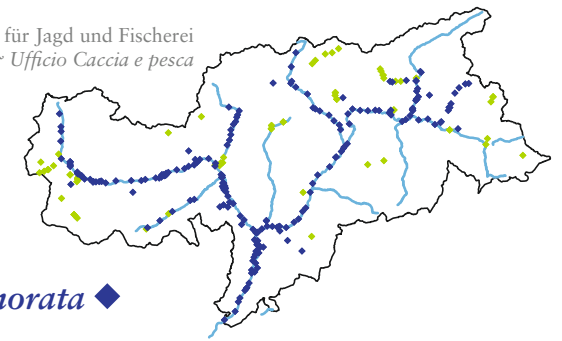 für Jagd und Fischerei
Ufficio Caccia e pesca
norata ◆